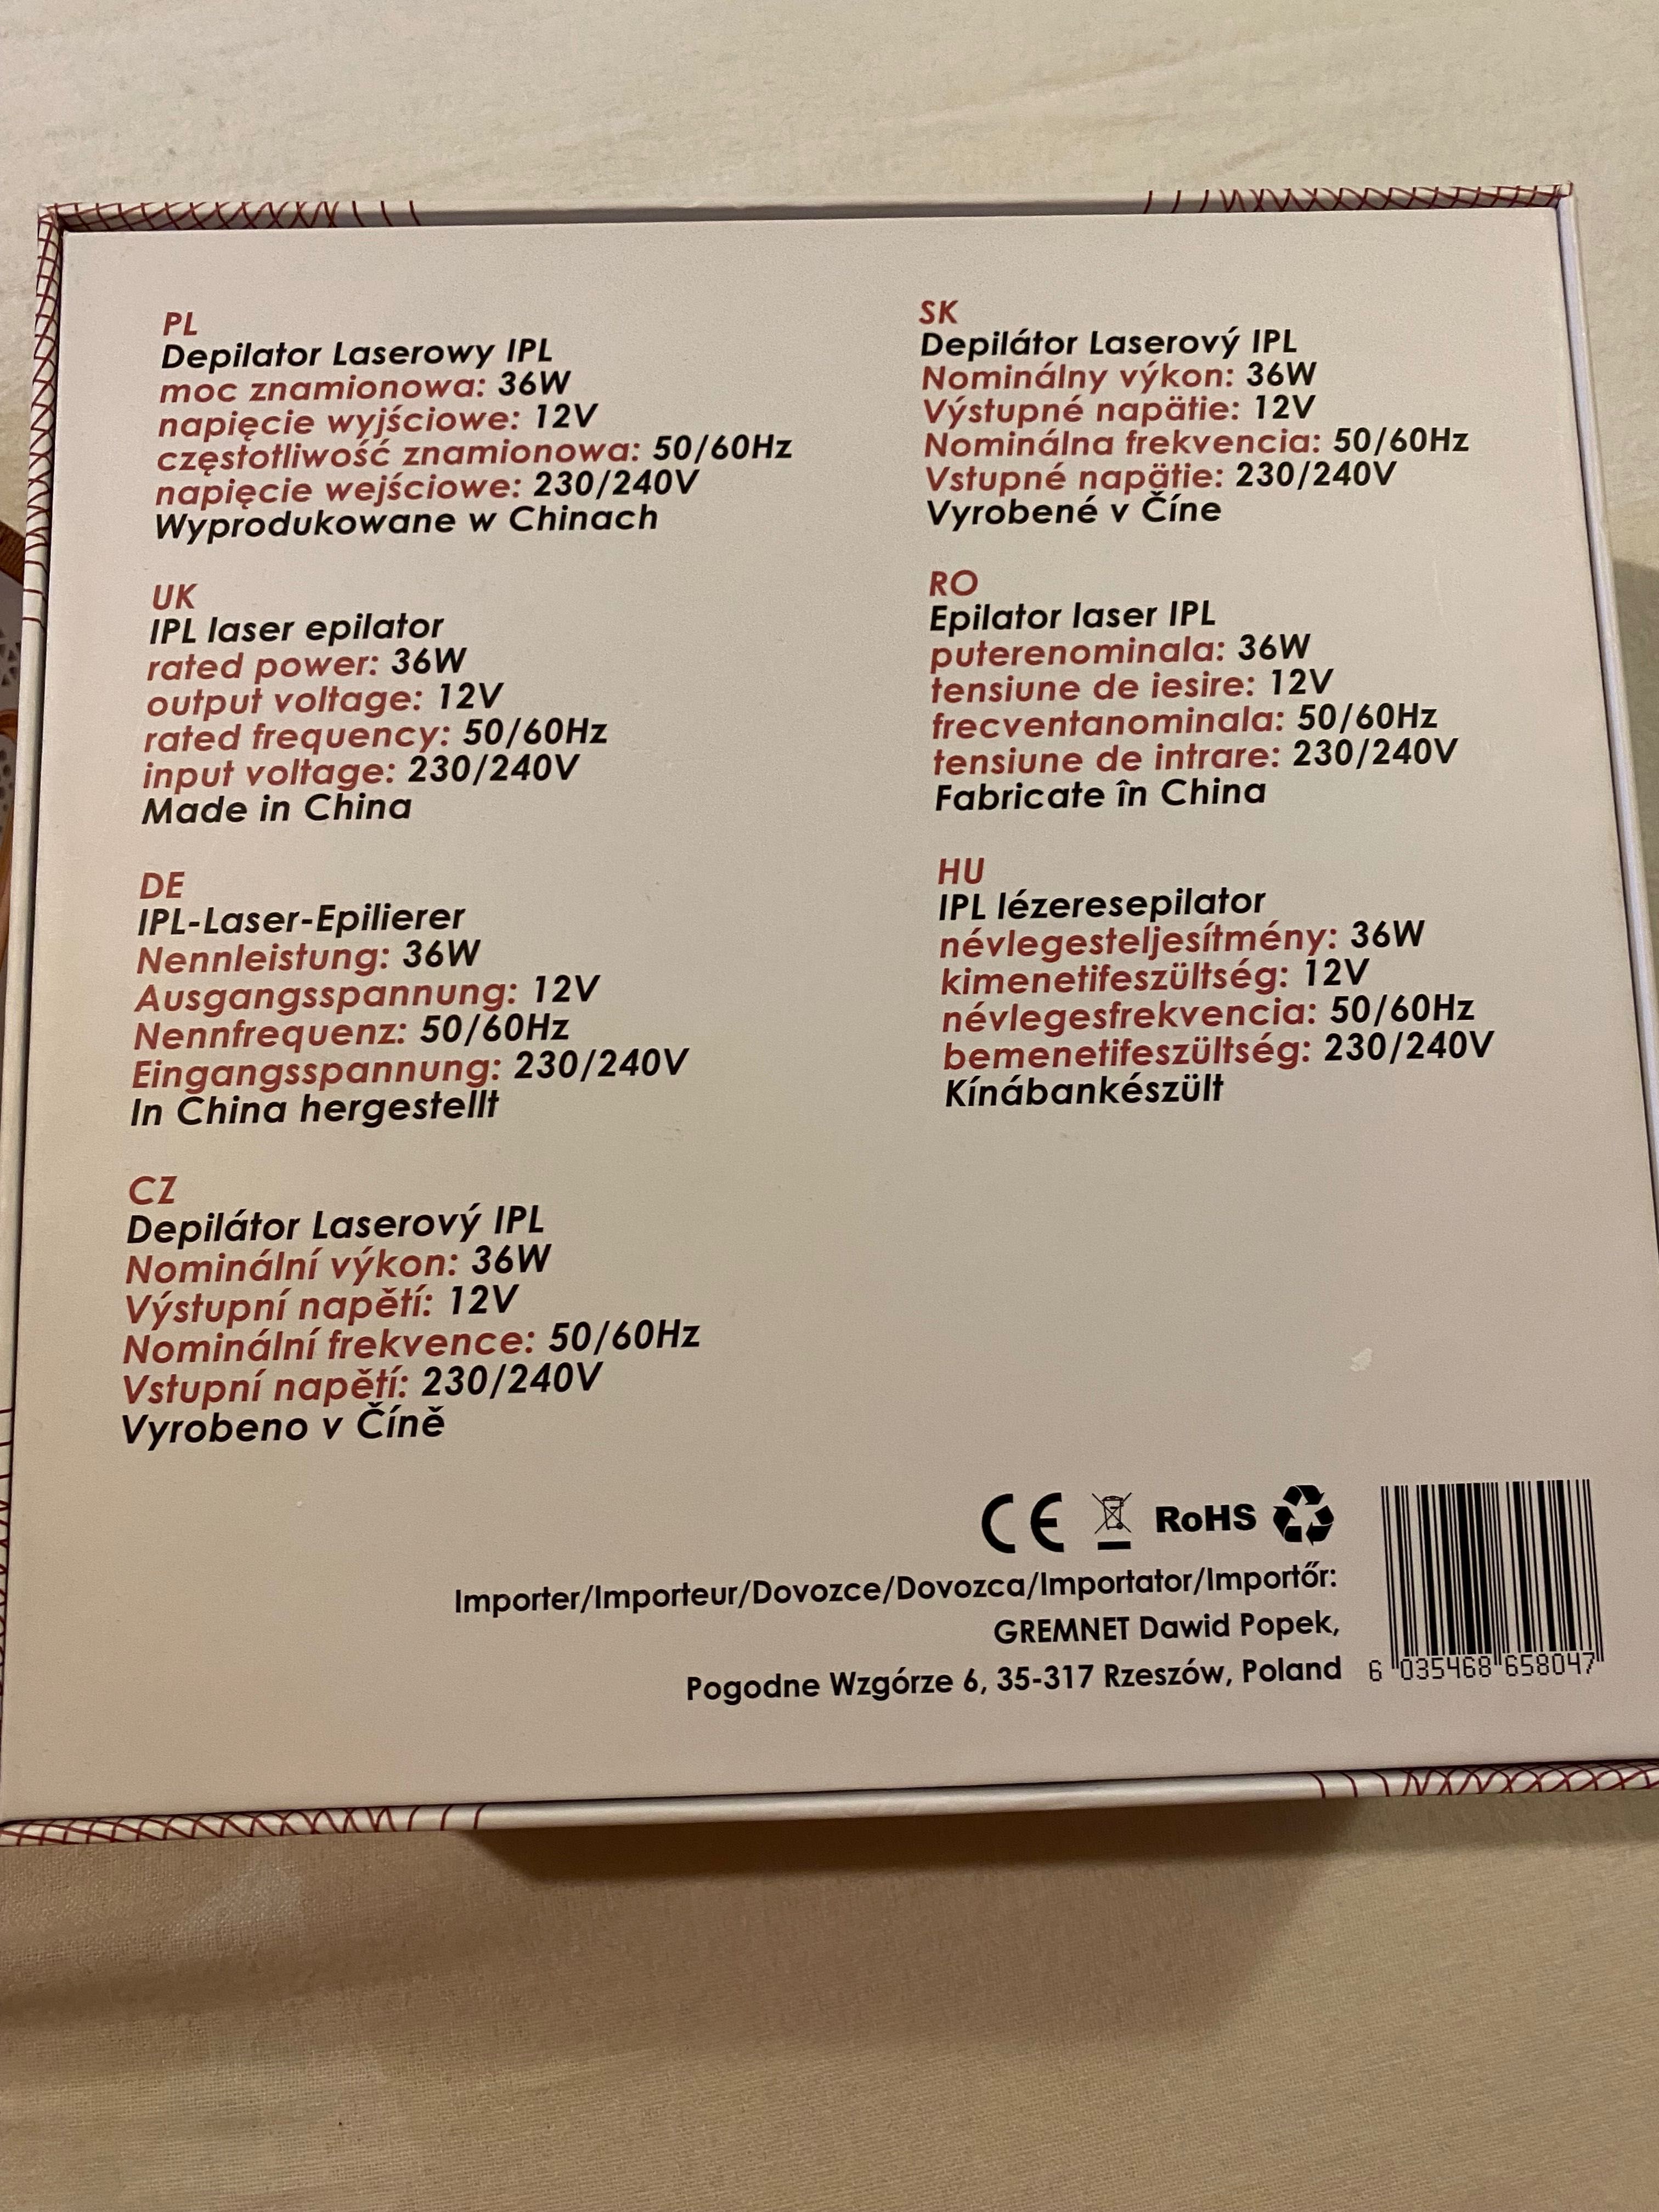 PL
Depilator Laserowy IPL
moc znamionowa: 36W
napięcie wyjściowe: 12V
częstotliwość znamionowa: 50/60Hz
napięcie wejściowe: 230/240V
Wyprodukowane w Chinach
UK
IPL laser epilator
rated power: 36W
output voltage: 12V
rated frequency: 50/60Hz
input voltage: 230/240V
Made in China
DE
IPL-Laser-Epilierer
Nennleistung: 36W
Ausgangsspannung: 12V
Nennfrequenz: 50/60Hz
Eingangsspannung: 230/240V
In China hergestellt
CZ
Depilátor Laserový IPL
Nominální výkon: 36W
Výstupní napětí: 12V
Nominální frekvence: 50/60Hz
Vstupní napětí: 230/240V
Vyrobeno v Číně
SK
Depilátor Laserový IPL
Nominálny výkon: 36W
Výstupné napätie: 12V
Nominálna frekvencia: 50/60Hz
Vstupné napätie: 230/240V
Vyrobené v Číne
RO
Epilator laser IPL
puterenominala: 36W
tensiune de iesire: 12V
frecventanominala: 50/60Hz
tensiune de intrare: 230/240V
Fabricate în China
HU
IPL lézeresepilator
névlegesteljesítmény: 36W
kimenetifeszültség: 12V
névlegesfrekvencia: 50/60Hz
bemenetifeszültség: 230/240V
Kínábankészült
CE RoHS
Importer/Importeur/Dovozce/Dovozca/Importator/Importőr:
GREMNET Dawid Popek,
Pogodne Wzgórze 6, 35-317 Rzeszów, Poland
6 035468 658047